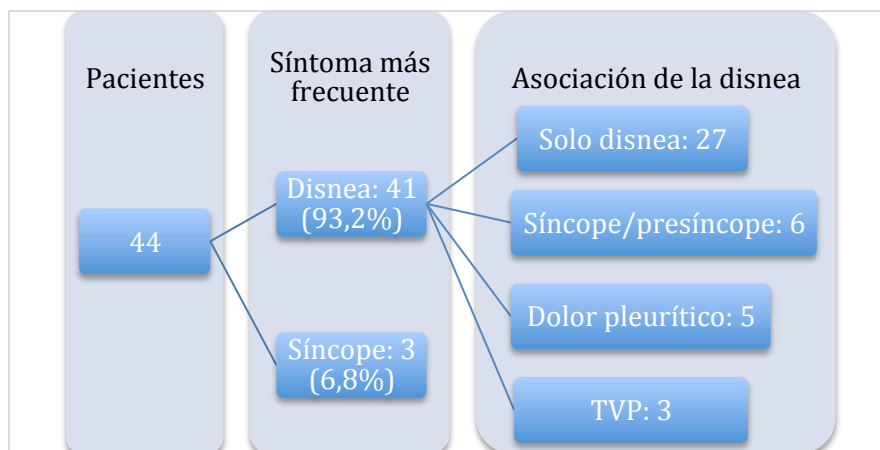 Pacientes
Síntoma más
frecuente
Asociación de la disnea
44
Disnea: 41
(93,2%)
Síncope: 3
(6,8%)
Solo disnea: 27
Síncope/presíncope: 6
Dolor pleurítico: 5
TVP: 3